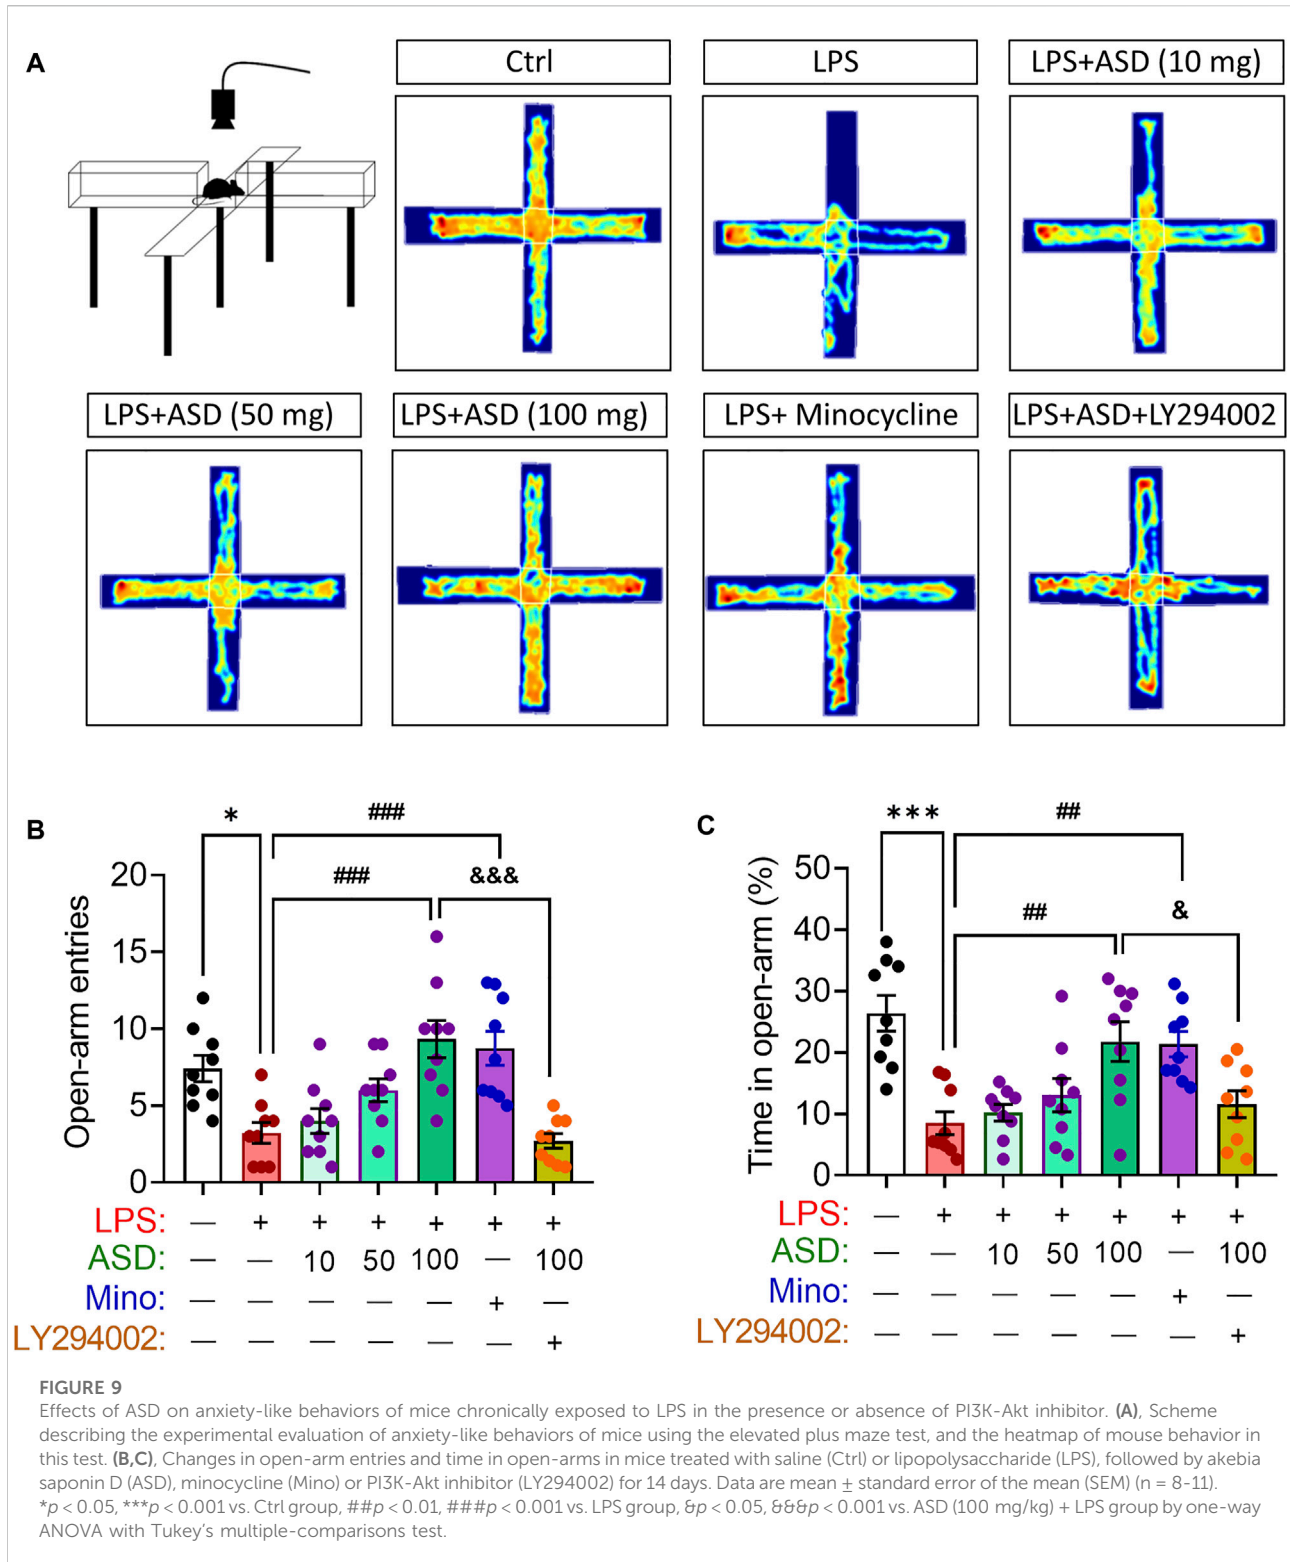 A
Ctrl
LPS
LPS+ASD (10 mg)
LPS+ASD (50 mg)
LPS+ASD (100 mg)
LPS+ Minocycline
LPS+ASD+LY294002
B
*
###
###
&&&
Open-arm entries
20
15
10
5
0
LPS: — + + + + + +
ASD: — — 10 50 100 — 100
Mino: — — — — — + —
LY294002: — — — — — — +
C
***
##
##
&
Time in open-arm (%)
50
40
30
20
10
0
LPS: — + + + + + +
ASD: — — 10 50 100 — 100
Mino: — — — — — + —
LY294002: — — — — — — +
FIGURE 9
Effects of ASD on anxiety-like behaviors of mice chronically exposed to LPS in the presence or absence of PI3K-Akt inhibitor. (A), Scheme
describing the experimental evaluation of anxiety-like behaviors of mice using the elevated plus maze test, and the heatmap of mouse behavior in
this test. (B,C), Changes in open-arm entries and time in open-arms in mice treated with saline (Ctrl) or lipopolysaccharide (LPS), followed by akebia
saponin D (ASD), minocycline (Mino) or PI3K-Akt inhibitor (LY294002) for 14 days. Data are mean ± standard error of the mean (SEM) (n = 8-11).
*p < 0.05, ***p < 0.001 vs. Ctrl group, ##p < 0.01, ###p < 0.001 vs. LPS group, &p < 0.05, &&&p < 0.001 vs. ASD (100 mg/kg) + LPS group by one-way
ANOVA with Tukey's multiple-comparisons test.